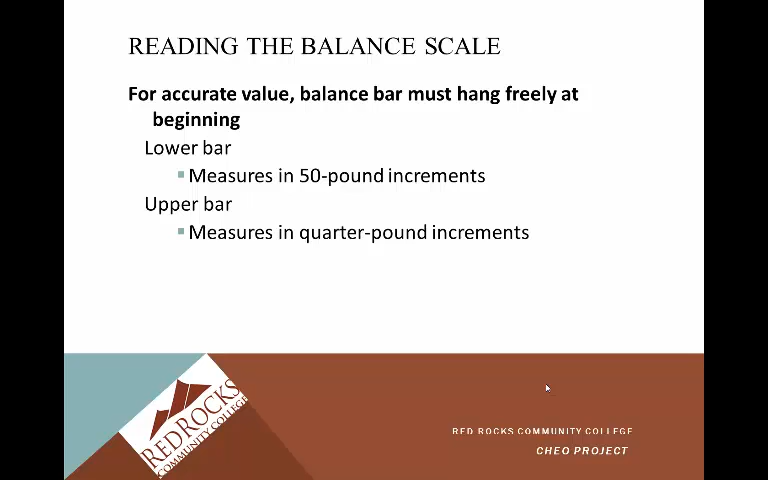 READING THE BALANCE SCALE
For accurate value, balance bar must hang freely at
beginning
Lower bar
Measures in 50-pound increments
Upper bar
Measures in quarter-pound increments
RED ROCKS
COMMUNITY COLLEGE
RED ROCKS COMMUNITY COLLEGE
CHEO PROJECT